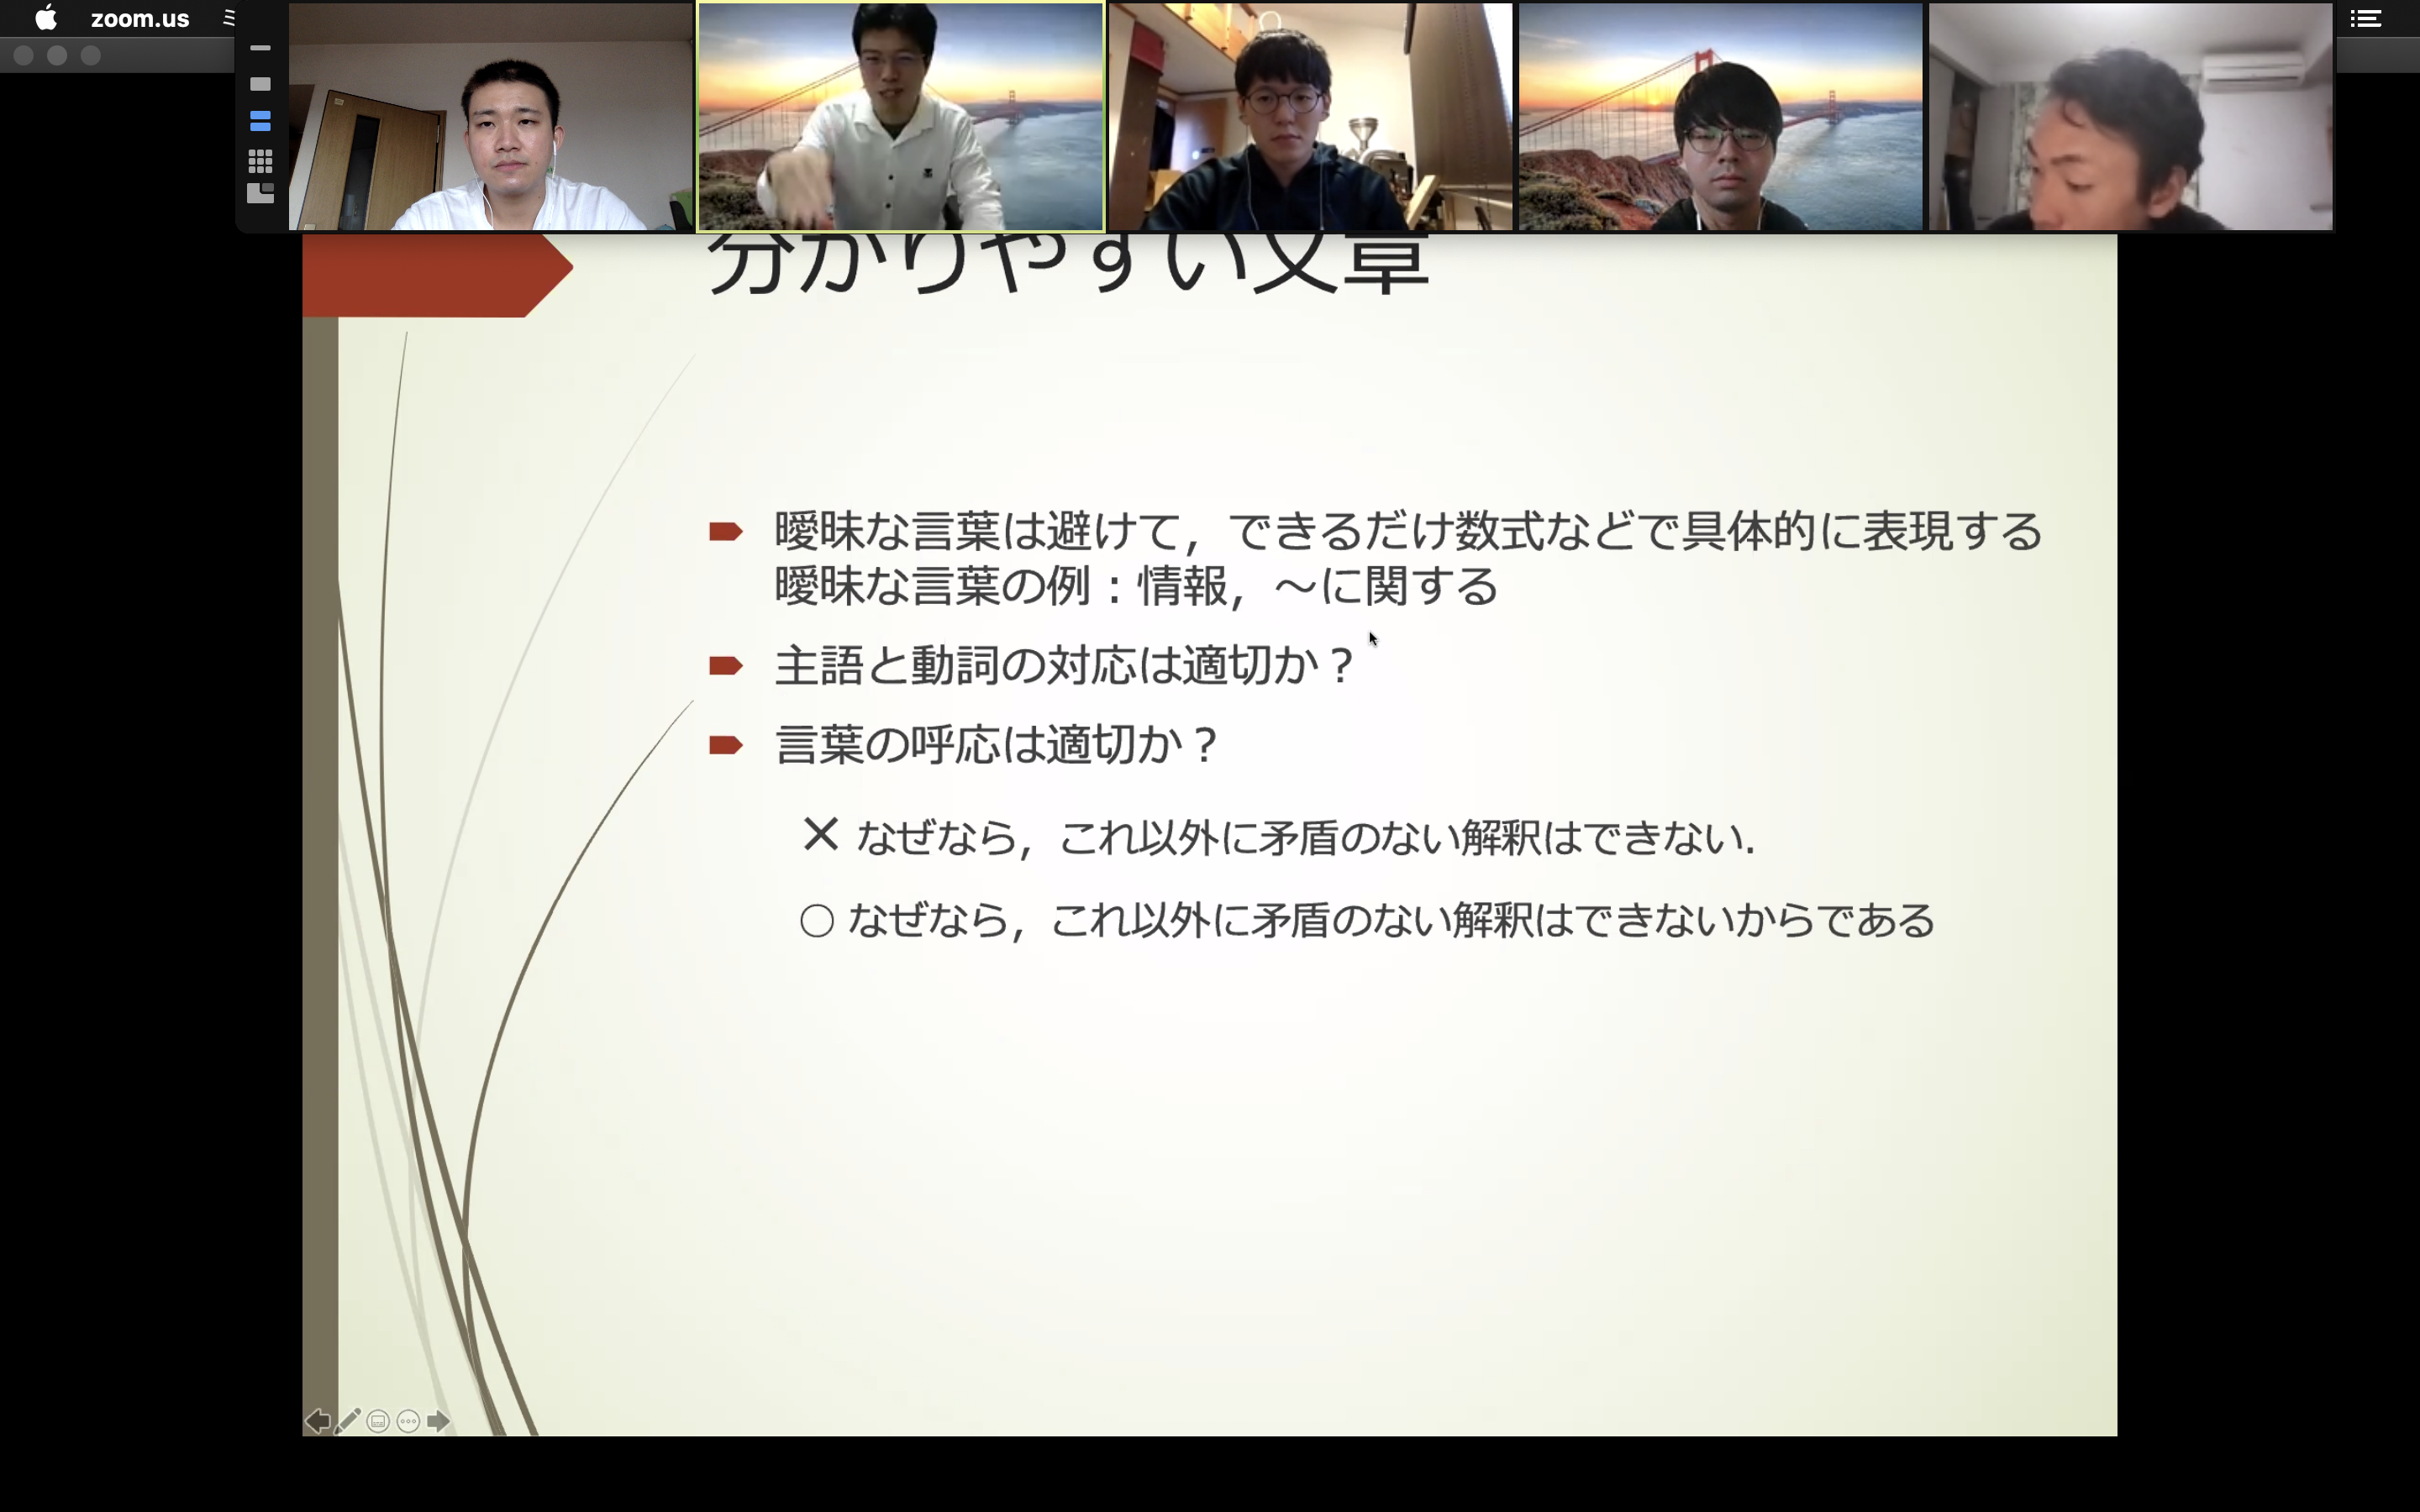 zoom.us
分かりやすい文章
曖昧な言葉は避けて，できるだけ数式などで具体的に表現する
曖昧な言葉の例：情報，～に関する
主語と動詞の対応は適切か？
言葉の呼応は適切か？
× なぜなら，これ以外に矛盾のない解釈はできない.
○ なぜなら，これ以外に矛盾のない解釈はできないからである